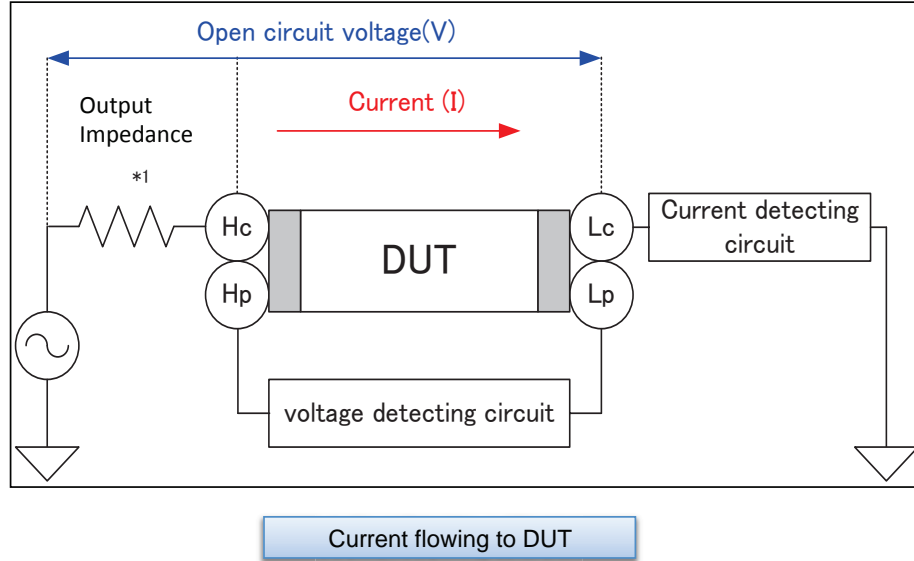 Open circuit voltage(V)
Output
Impedance
*1
Current (I)
Hc
Hp
DUT
Lc
Lp
Current detecting
circuit
voltage detecting circuit
Current flowing to DUT